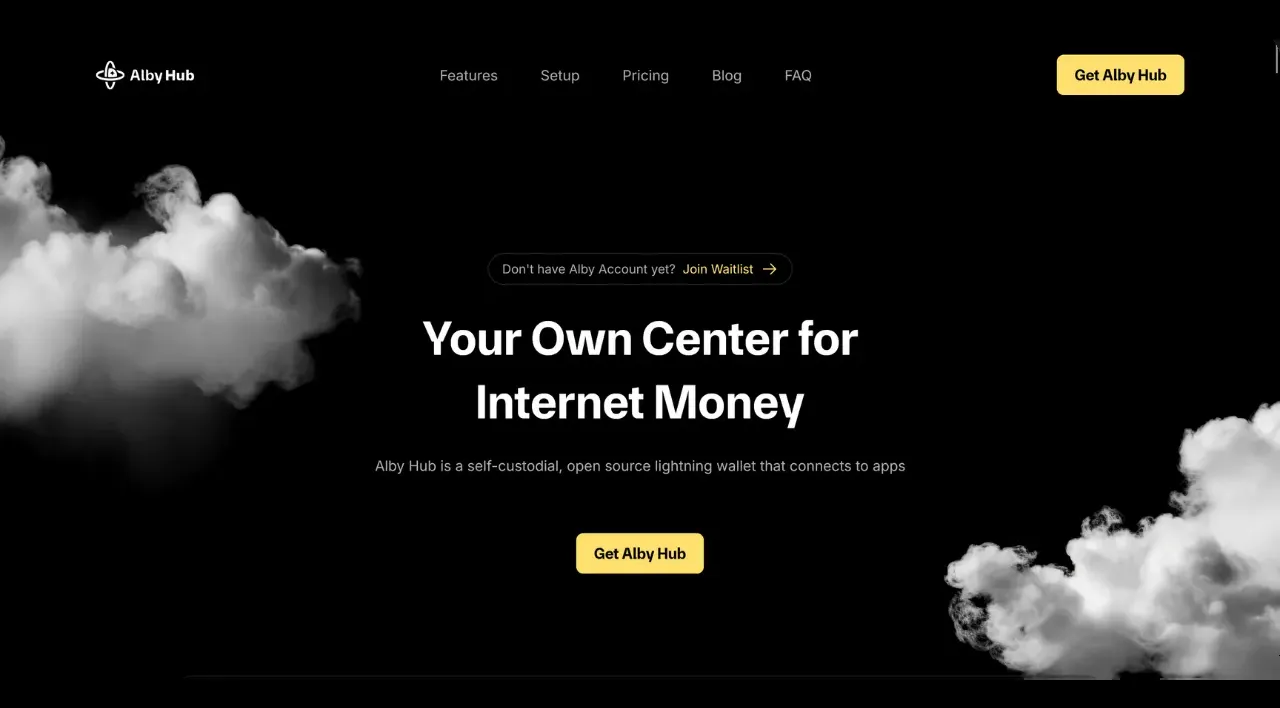 Alby Hub
Features
Setup
Pricing
Blog
FAQ
Get Alby Hub
Don't have Alby Account yet? Join Waitlist →
Your Own Center for
Internet Money
Alby Hub is a self-custodial, open source lightning wallet that connects to apps
Get Alby Hub